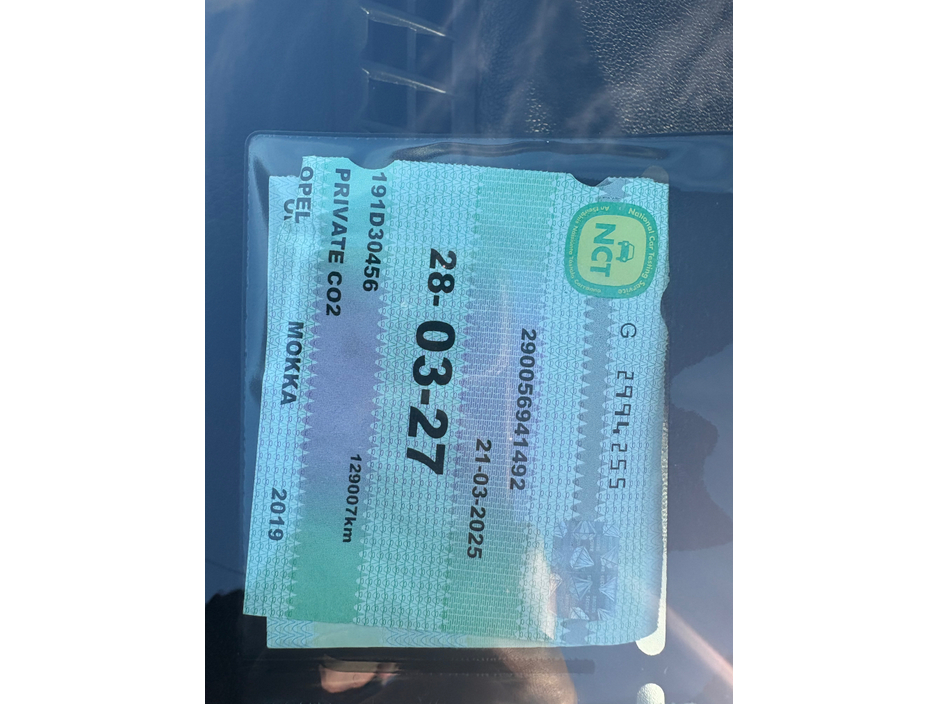 National Car Testing Service
NCT
G 2994255
290056941492
21-03-2025
28-03-27
191D30456
129007km
PRIVATE CO2
OPEL MOKKA 2019